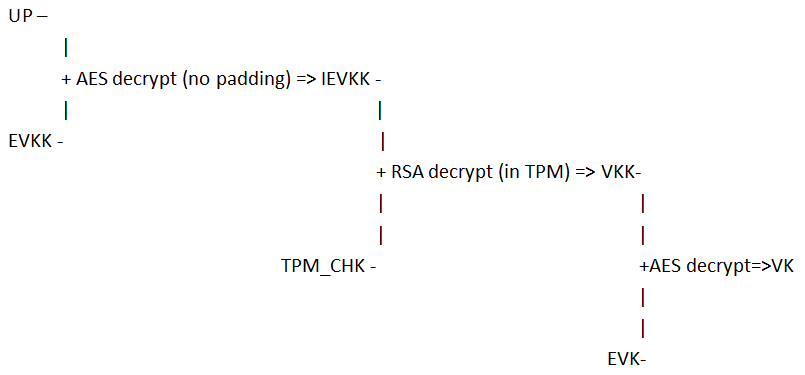 UP –
|
+ AES decrypt (no padding) => IEVKK -
| |
EVKK - |
+ RSA decrypt (in TPM) => VKK-
| |
| |
TPM_CHK - +AES decrypt=>VK
|
|
EVK-